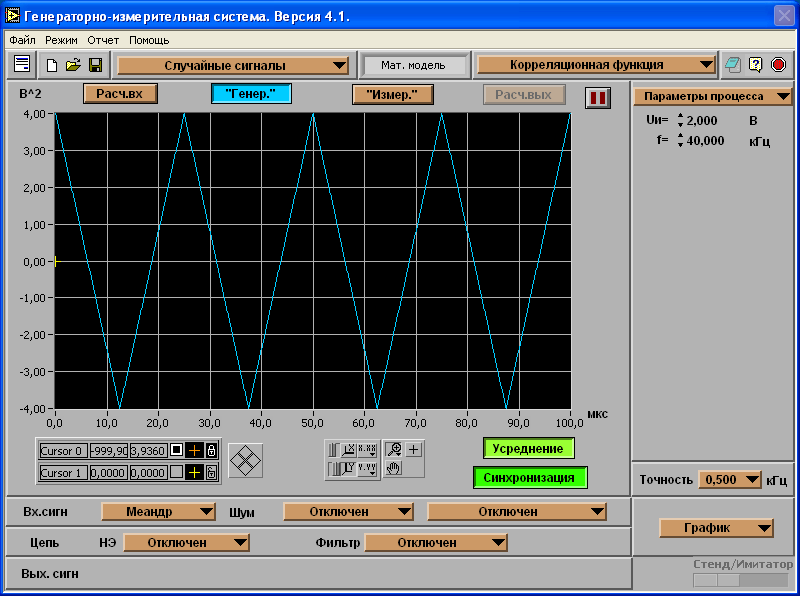 Генераторно-измерительная система. Версия 4.1.
Файл Режим Отчет Помощь
Случайные сигналы Мат. модель Корреляционная функция
В^2 Расч.вх "Генер." "Измер." Расч.вых
Параметры процесса
Uи= 2,000 В
f= 40,000 кГц
4,00
3,00
2,00
1,00
0,00
-1,00
-2,00
-3,00
-4,00
0,0 10,0 20,0 30,0 40,0 50,0 60,0 70,0 80,0 90,0 100,0 мкс
Cursor 0 -999,90 3,9360
Cursor 1 0,0000 0,0000
Усреднение
Синхронизация
Точность 0,500 кГц
Вх.сигн Меандр Шум Отключен Отключен
График
Цепь НЭ Отключен Фильтр Отключен
Вых. сигн
Стенд/Имитатор